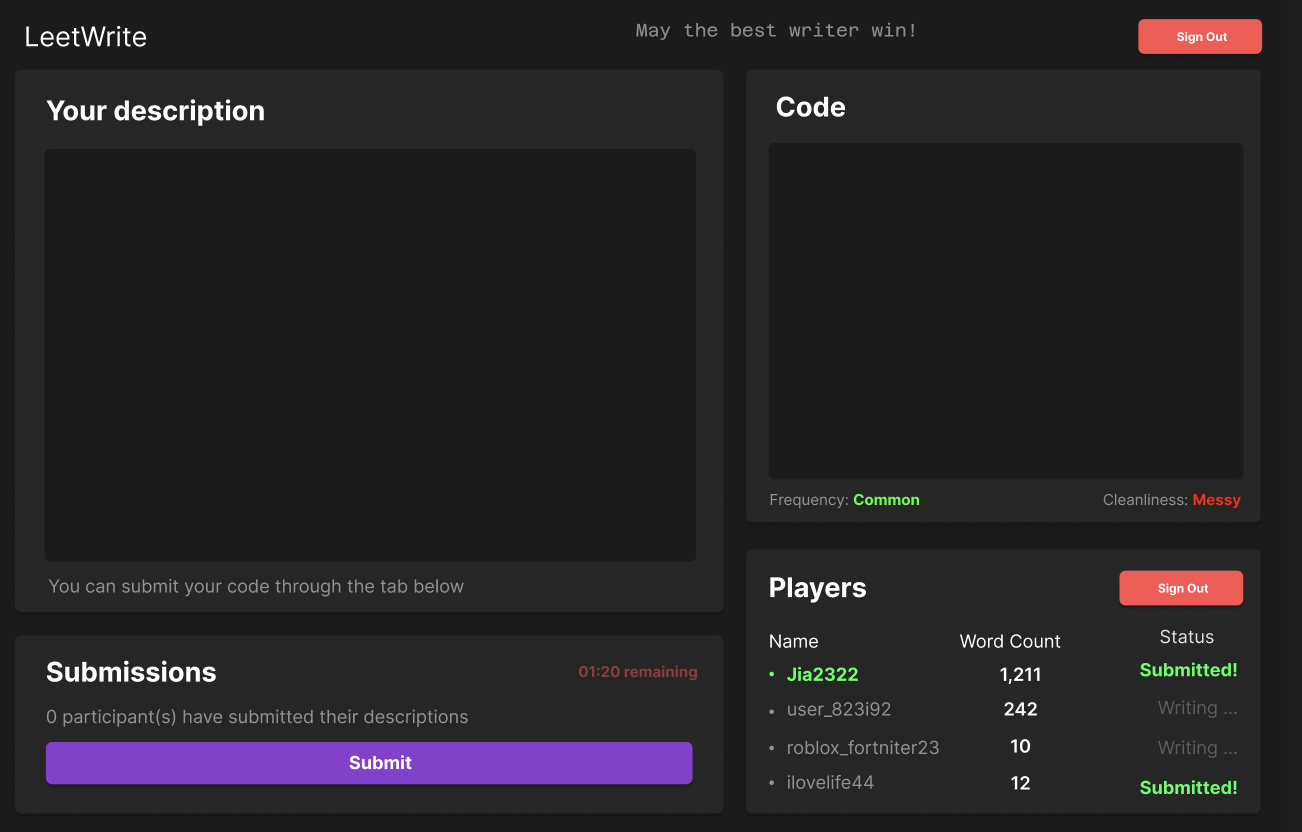 LeetWrite
May the best writer win!
Sign Out
Your description
You can submit your code through the tab below
Submissions
01:20 remaining
0 participant(s) have submitted their descriptions
Submit
Code
Frequency: Common
Cleanliness: Messy
Players
Sign Out
Name Word Count Status
• Jia2322 1,211 Submitted!
• user_823i92 242 Writing ...
• roblox_fortniter23 10 Writing ...
• ilovelife44 12 Submitted!